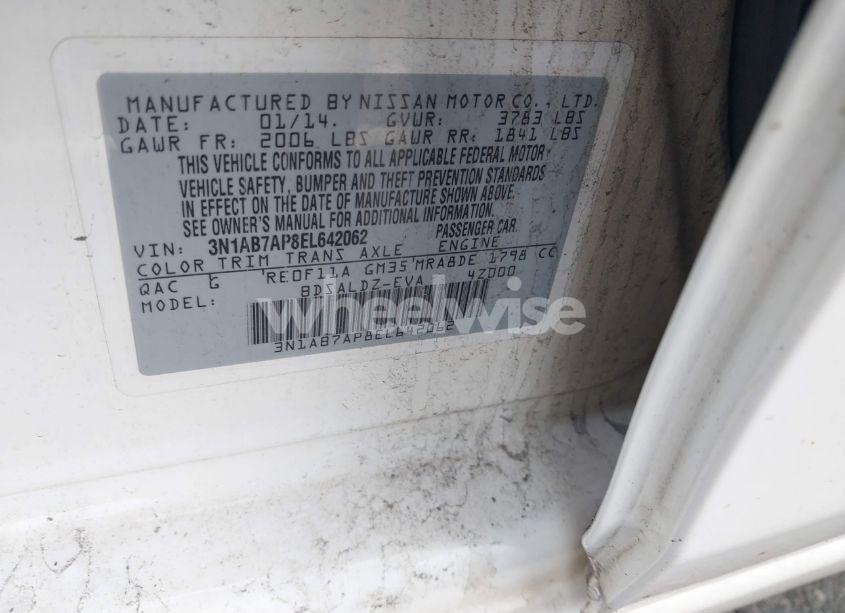 MANUFACTURED BY NISSAN MOTOR CO., LTD.
DATE: 01/14. GVWR: 3783 LBS
GAWR FR: 2006 LBS GAWR RR: 1841 LBS
THIS VEHICLE CONFORMS TO ALL APPLICABLE FEDERAL MOTOR
VEHICLE SAFETY, BUMPER AND THEFT PREVENTION STANDARDS
IN EFFECT ON THE DATE OF MANUFACTURE SHOWN ABOVE.
SEE OWNER'S MANUAL FOR ADDITIONAL INFORMATION
VIN: 3N1AB7AP8EL642062 PASSENGER CAR.
COLOR TRIM TRANS AXLE ENGINE
QAC G RE0F11A GM35 MRA8DE 1798 CC
MODEL: BDSALDZ-EVA 42000
wheelwise
3N1AB7AP8EL642062